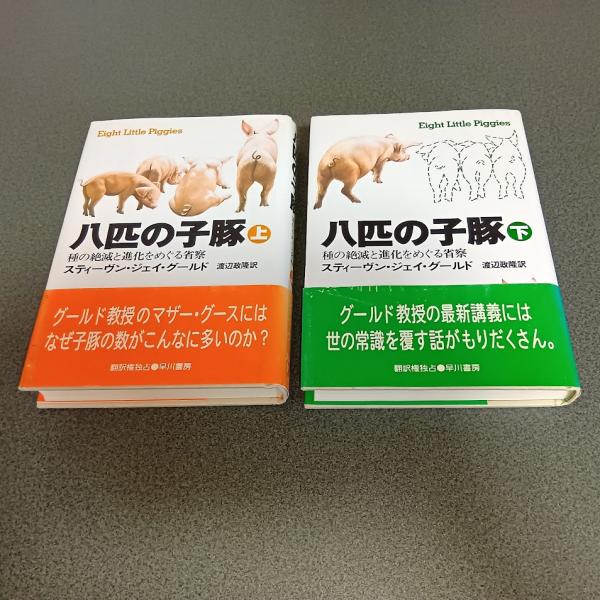 Eight Little Piggies
八匹の子豚 上
種の絶滅と進化をめぐる省察
スティーヴン・ジェイ・グールド 渡辺政隆訳
グールド教授のマザー・グースには
なぜ子豚の数がこんなに多いのか?
翻訳権独占●早川書房
Eight Little Piggies
八匹の子豚 下
種の絶滅と進化をめぐる省察
スティーヴン・ジェイ・グールド 渡辺政隆訳
グールド教授の最新講義には
世の常識を覆す話がもりだくさん。
翻訳権独占●早川書房